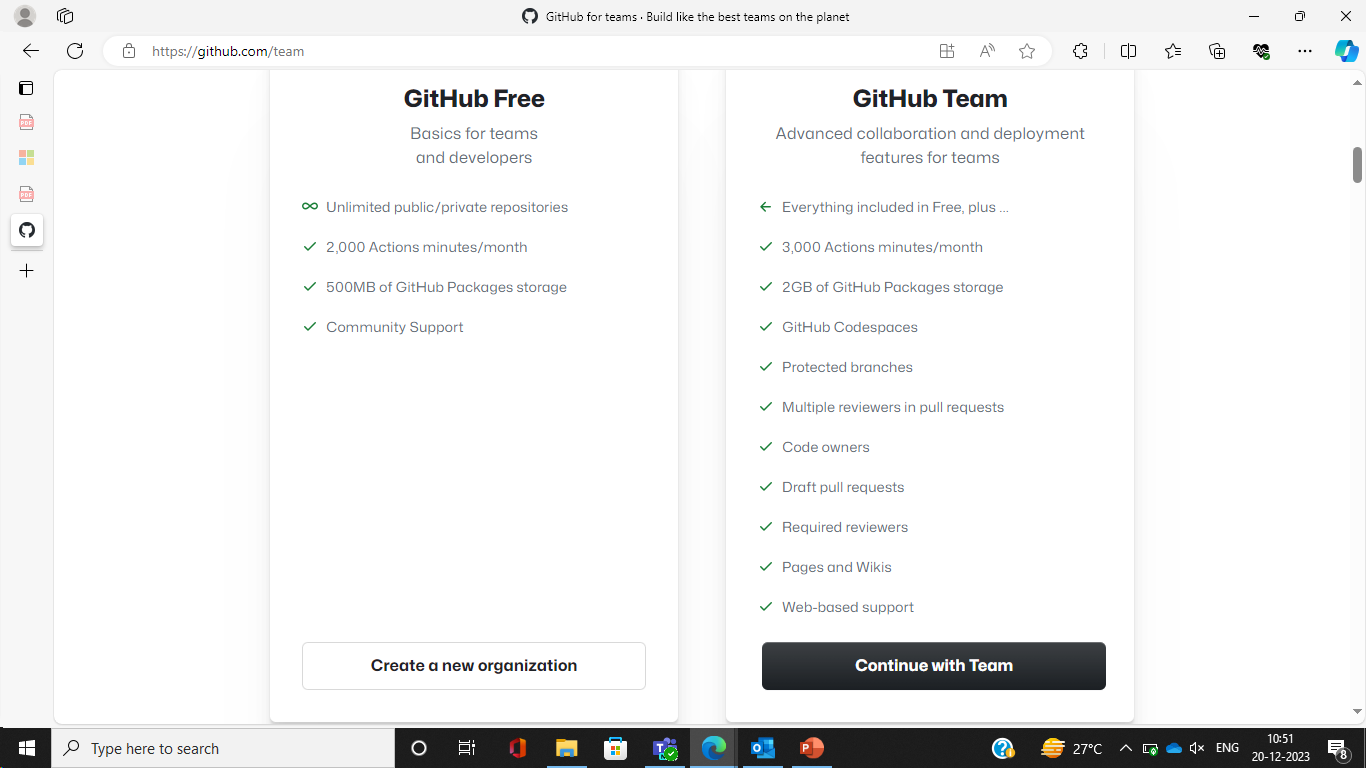 GitHub for teams · Build like the best teams on the planet
https://github.com/team
GitHub Free
Basics for teams
and developers
Unlimited public/private repositories
2,000 Actions minutes/month
500MB of GitHub Packages storage
Community Support
Create a new organization
GitHub Team
Advanced collaboration and deployment
features for teams
Everything included in Free, plus ...
3,000 Actions minutes/month
2GB of GitHub Packages storage
GitHub Codespaces
Protected branches
Multiple reviewers in pull requests
Code owners
Draft pull requests
Required reviewers
Pages and Wikis
Web-based support
Continue with Team
Type here to search
27°C
ENG
10:51
20-12-2023
8